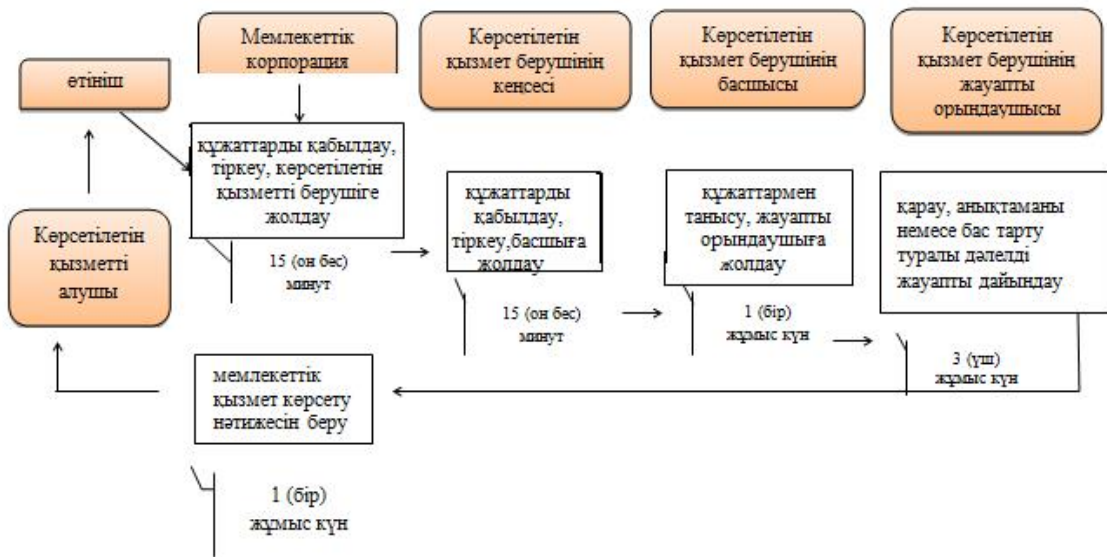 Мемлекеттік
корпорация
Көрсетілетін
қызмет берушінің
кеңсесі
Көрсетілетін
қызмет берушінің
басшысы
Көрсетілетін
қызмет берушінің
жауапты
орындаушысы
өтініш
құжаттарды қабылдау,
тіркеу, көрсетілетін
қызметті берушіге
жолдау
құжаттарды
қабылдау,
тіркеу,басшыға
жолдау
құжаттармен
танысу, жауапты
орындаушыға
жолдау
қарау, анықтаманы
немесе бас тарту
туралы дәлелді
жауапты дайындау
Көрсетілетін
қызметті
алушы
15 (он бес)
минут
15 (он бес)
минут
1 (бір)
жұмыс күн
3 (үш)
жұмыс күн
мемлекеттік
қызмет көрсету
нәтижесін беру
1 (бір)
жұмыс күн